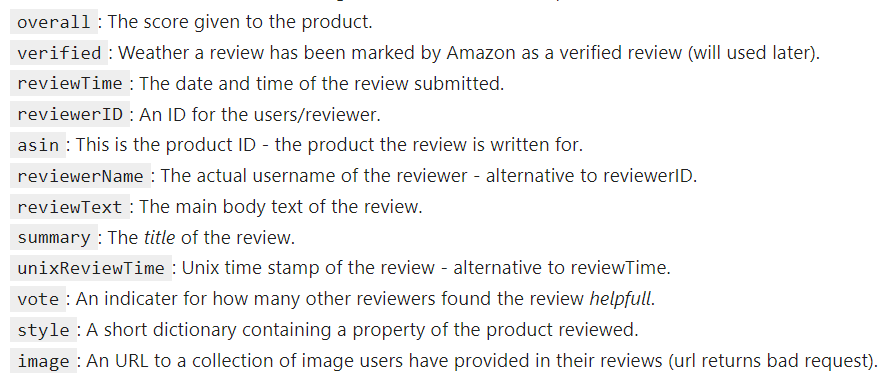 overall : The score given to the product.
verified : Weather a review has been marked by Amazon as a verified review (will used later).
reviewTime : The date and time of the review submitted.
reviewerID : An ID for the users/reviewer.
asin : This is the product ID - the product the review is written for.
reviewerName : The actual username of the reviewer - alternative to reviewerID.
reviewText : The main body text of the review.
summary : The title of the review.
unixReviewTime : Unix time stamp of the review - alternative to reviewTime.
vote : An indicater for how many other reviewers found the review helpfull.
style : A short dictionary containing a property of the product reviewed.
image : An URL to a collection of image users have provided in their reviews (url returns bad request).